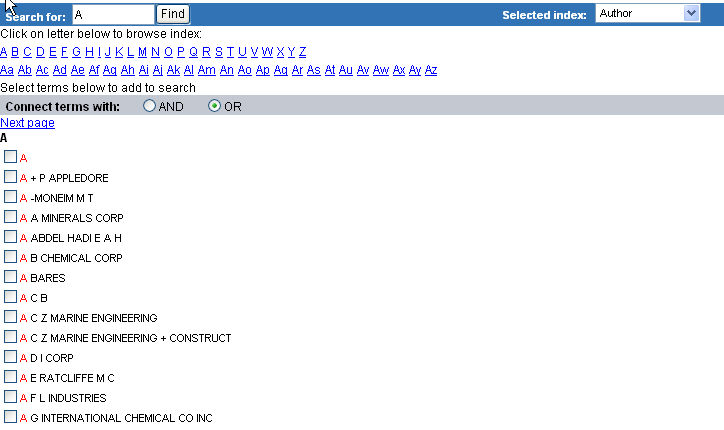 Search for: A Find Selected index: Author
Click on letter below to browse index:
A B C D E F G H I J K L M N O P Q R S T U V W X Y Z
Aa Ab Ac Ad Ae Af Ag Ah Ai Aj Ak Al Am An Ao Ap Aq Ar As At Au Av Aw Ax Ay Az
Select terms below to add to search
Connect terms with: AND OR
Next page
A
A
A + P APPLEDORE
A -MONEIM M T
A A MINERALS CORP
A ABDEL HADI E A H
A B CHEMICAL CORP
A BARES
A C B
A C Z MARINE ENGINEERING
A C Z MARINE ENGINEERING + CONSTRUCT
A D I CORP
A E RATCLIFFE M C
A F L INDUSTRIES
A G INTERNATIONAL CHEMICAL CO INC